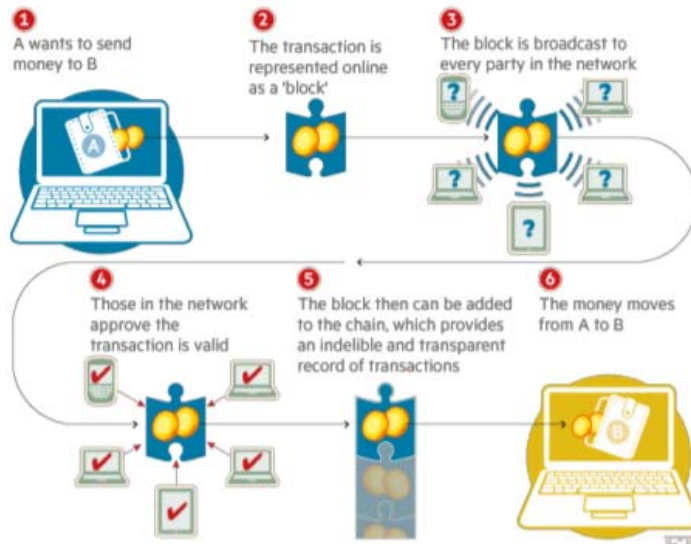 1
A wants to send
money to B
2
The transaction is
represented online
as a 'block'
3
The block is broadcast to
every party in the network
A
?
?
?
?
?
4
Those in the network
approve the
transaction is valid
5
The block then can be added
to the chain, which provides
an indelible and transparent
record of transactions
6
The money moves
from A to B
B